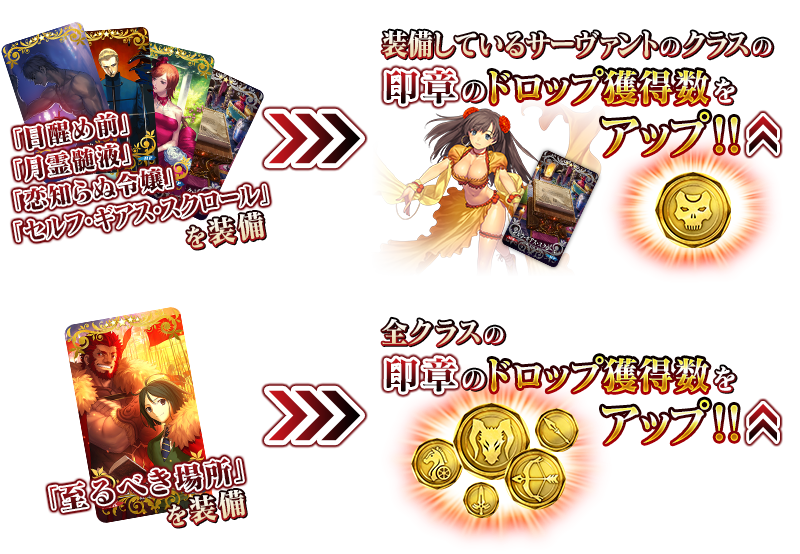 「目醒め前」
「月霊髄液」
「恋知らぬ令嬢」
「セルフ・ギアス・スクロール」
を装備
装備しているサーヴァントのクラスの
印章のドロップ獲得数を
アップ!!
「至るべき場所」
を装備
全クラスの
印章のドロップ獲得数を
アップ!!